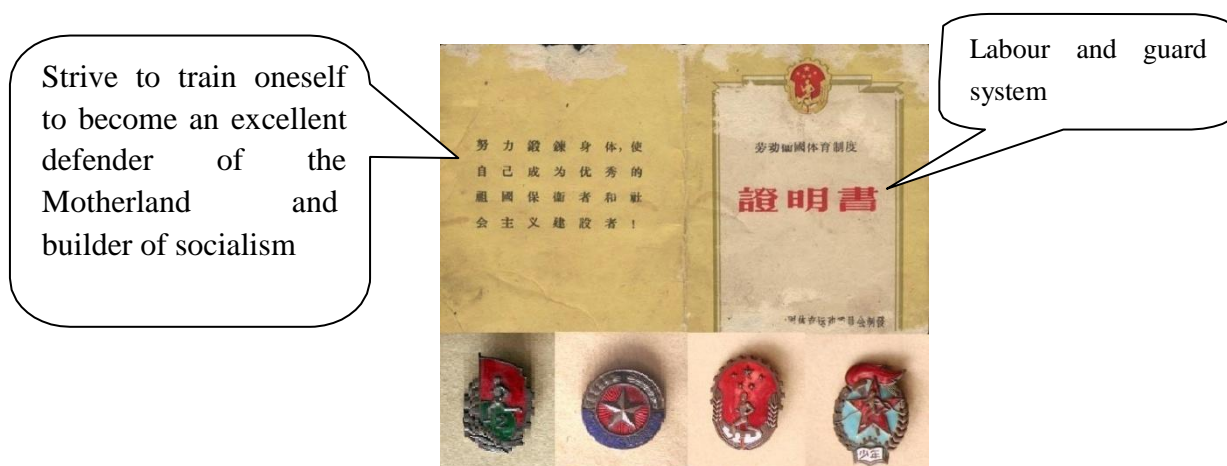 Strive to train oneself
to become an excellent
defender of the
Motherland and
builder of socialism
努力鍛鍊身体,使
自己成为优秀的
祖國保衛者和社
会主义建設者!
Labour and guard
system
劳動衛國体育制度
證明書
2
少年